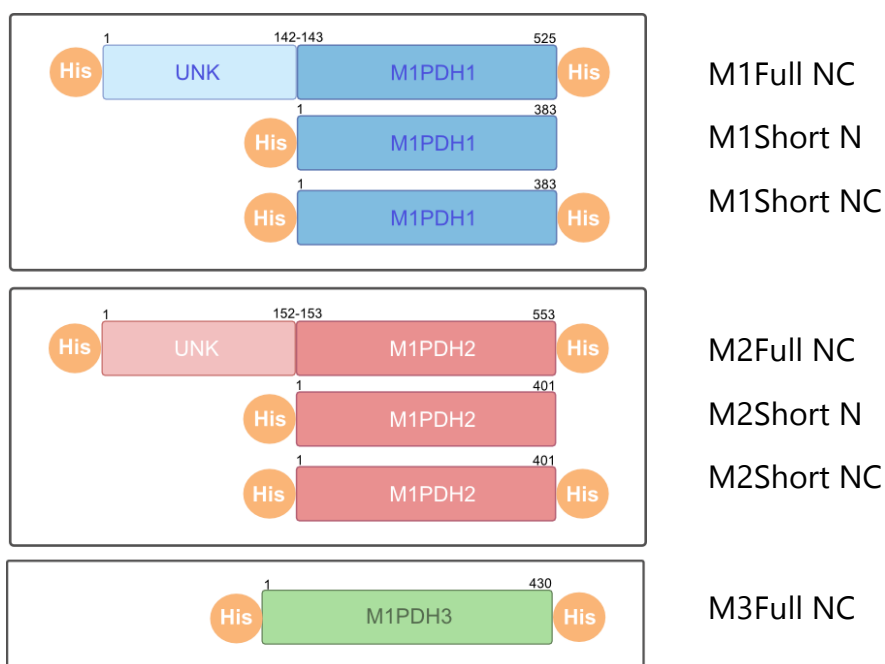 1 142-143 525
His UNK M1PDH1 His M1Full NC
1 383
His M1PDH1 M1Short N
1 383
His M1PDH1 His M1Short NC
1 152-153 553
His UNK M1PDH2 His M2Full NC
1 401
His M1PDH2 M2Short N
1 401
His M1PDH2 His M2Short NC
1 430
His M1PDH3 His M3Full NC